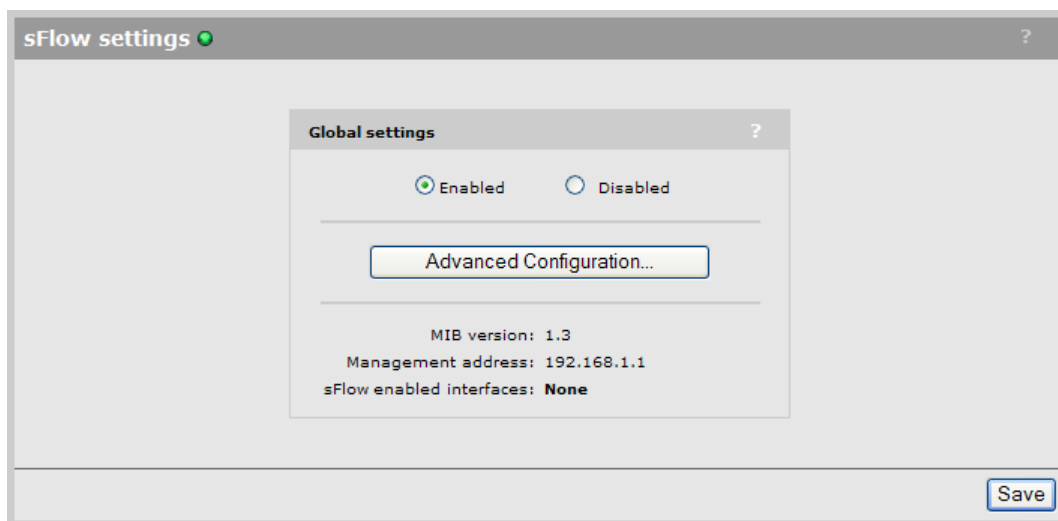 sFlow settings ?
Global settings ?
Enabled Disabled
Advanced Configuration...
MIB version: 1.3
Management address: 192.168.1.1
sFlow enabled interfaces: None
Save